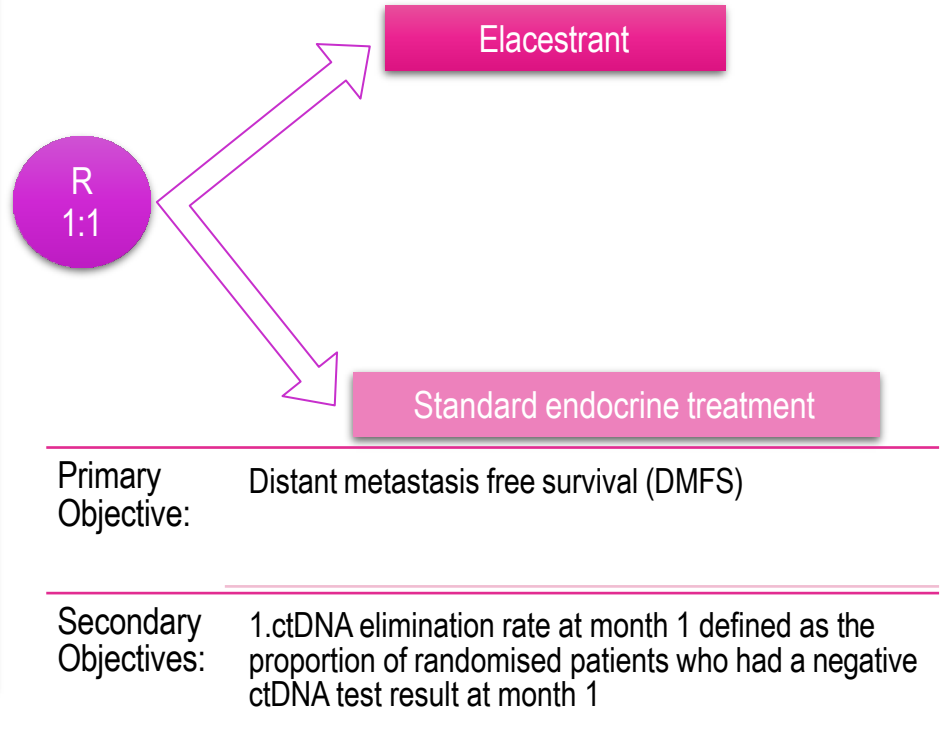 Elacestrant
R
1:1
Standard endocrine treatment
Primary
Objective:
Distant metastasis free survival (DMFS)
Secondary
Objectives:
1.ctDNA elimination rate at month 1 defined as the
proportion of randomised patients who had a negative
ctDNA test result at month 1